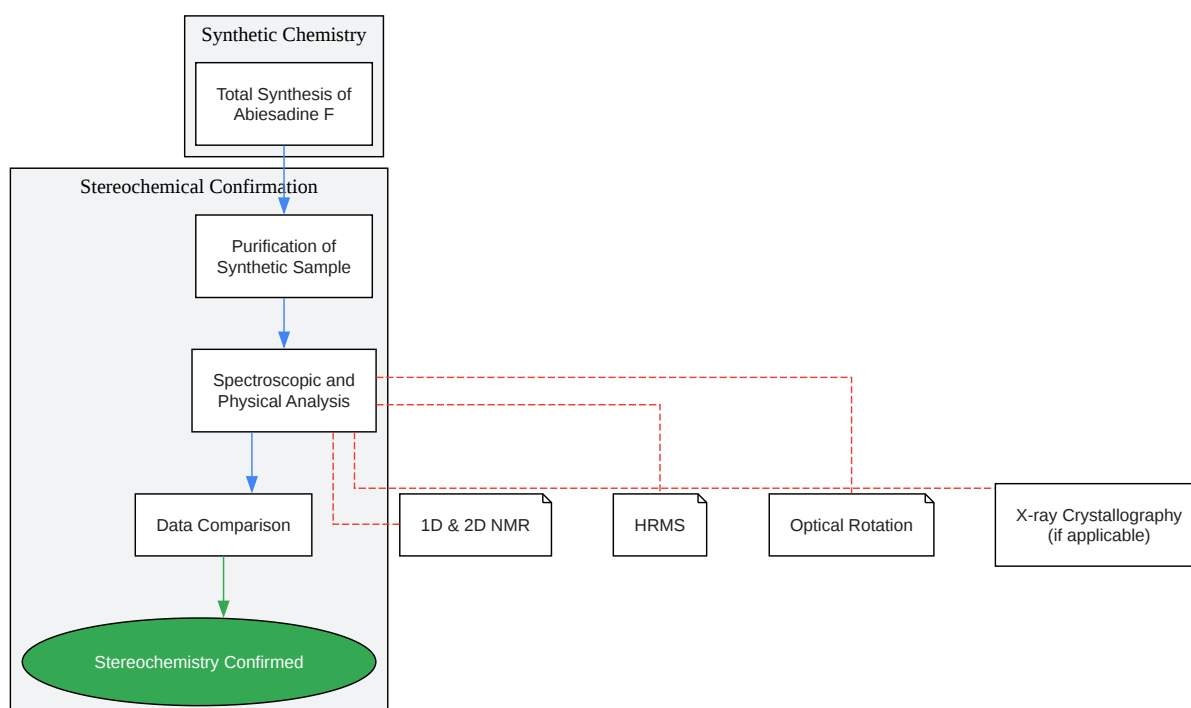 Synthetic Chemistry
Total Synthesis of
Abiesadine F
Stereochemical Confirmation
Purification of
Synthetic Sample
Spectroscopic and
Physical Analysis
Data Comparison
1D & 2D NMR
HRMS
Optical Rotation
X-ray Crystallography
(if applicable)
Stereochemistry Confirmed